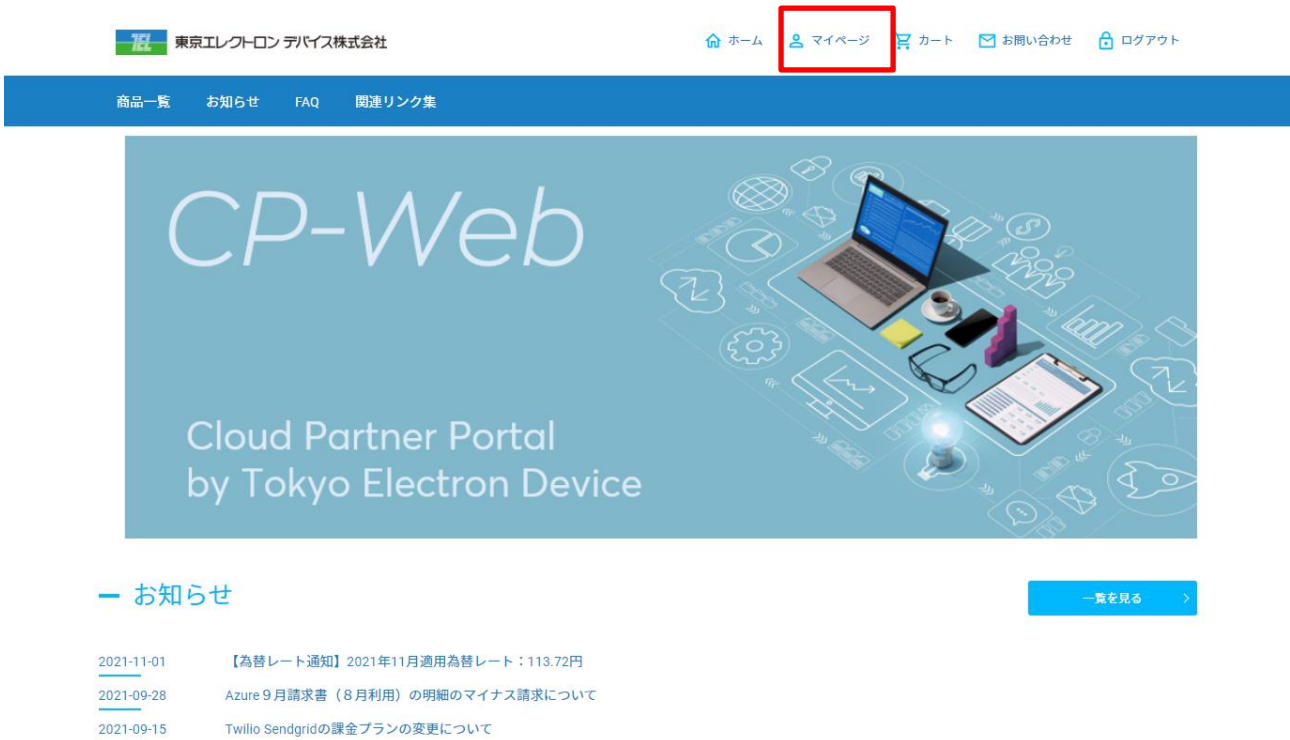 TEL 東京エレクトロン デバイス株式会社
ホーム マイページ カート お問い合わせ ログアウト
商品一覧 お知らせ FAQ 関連リンク集
CP-Web
Cloud Partner Portal
by Tokyo Electron Device
お知らせ
一覧を見る
2021-11-01 【為替レート通知】2021年11月適用為替レート：113.72円
2021-09-28 Azure９月請求書（８月利用）の明細のマイナス請求について
2021-09-15 Twilio Sendgridの課金プランの変更について